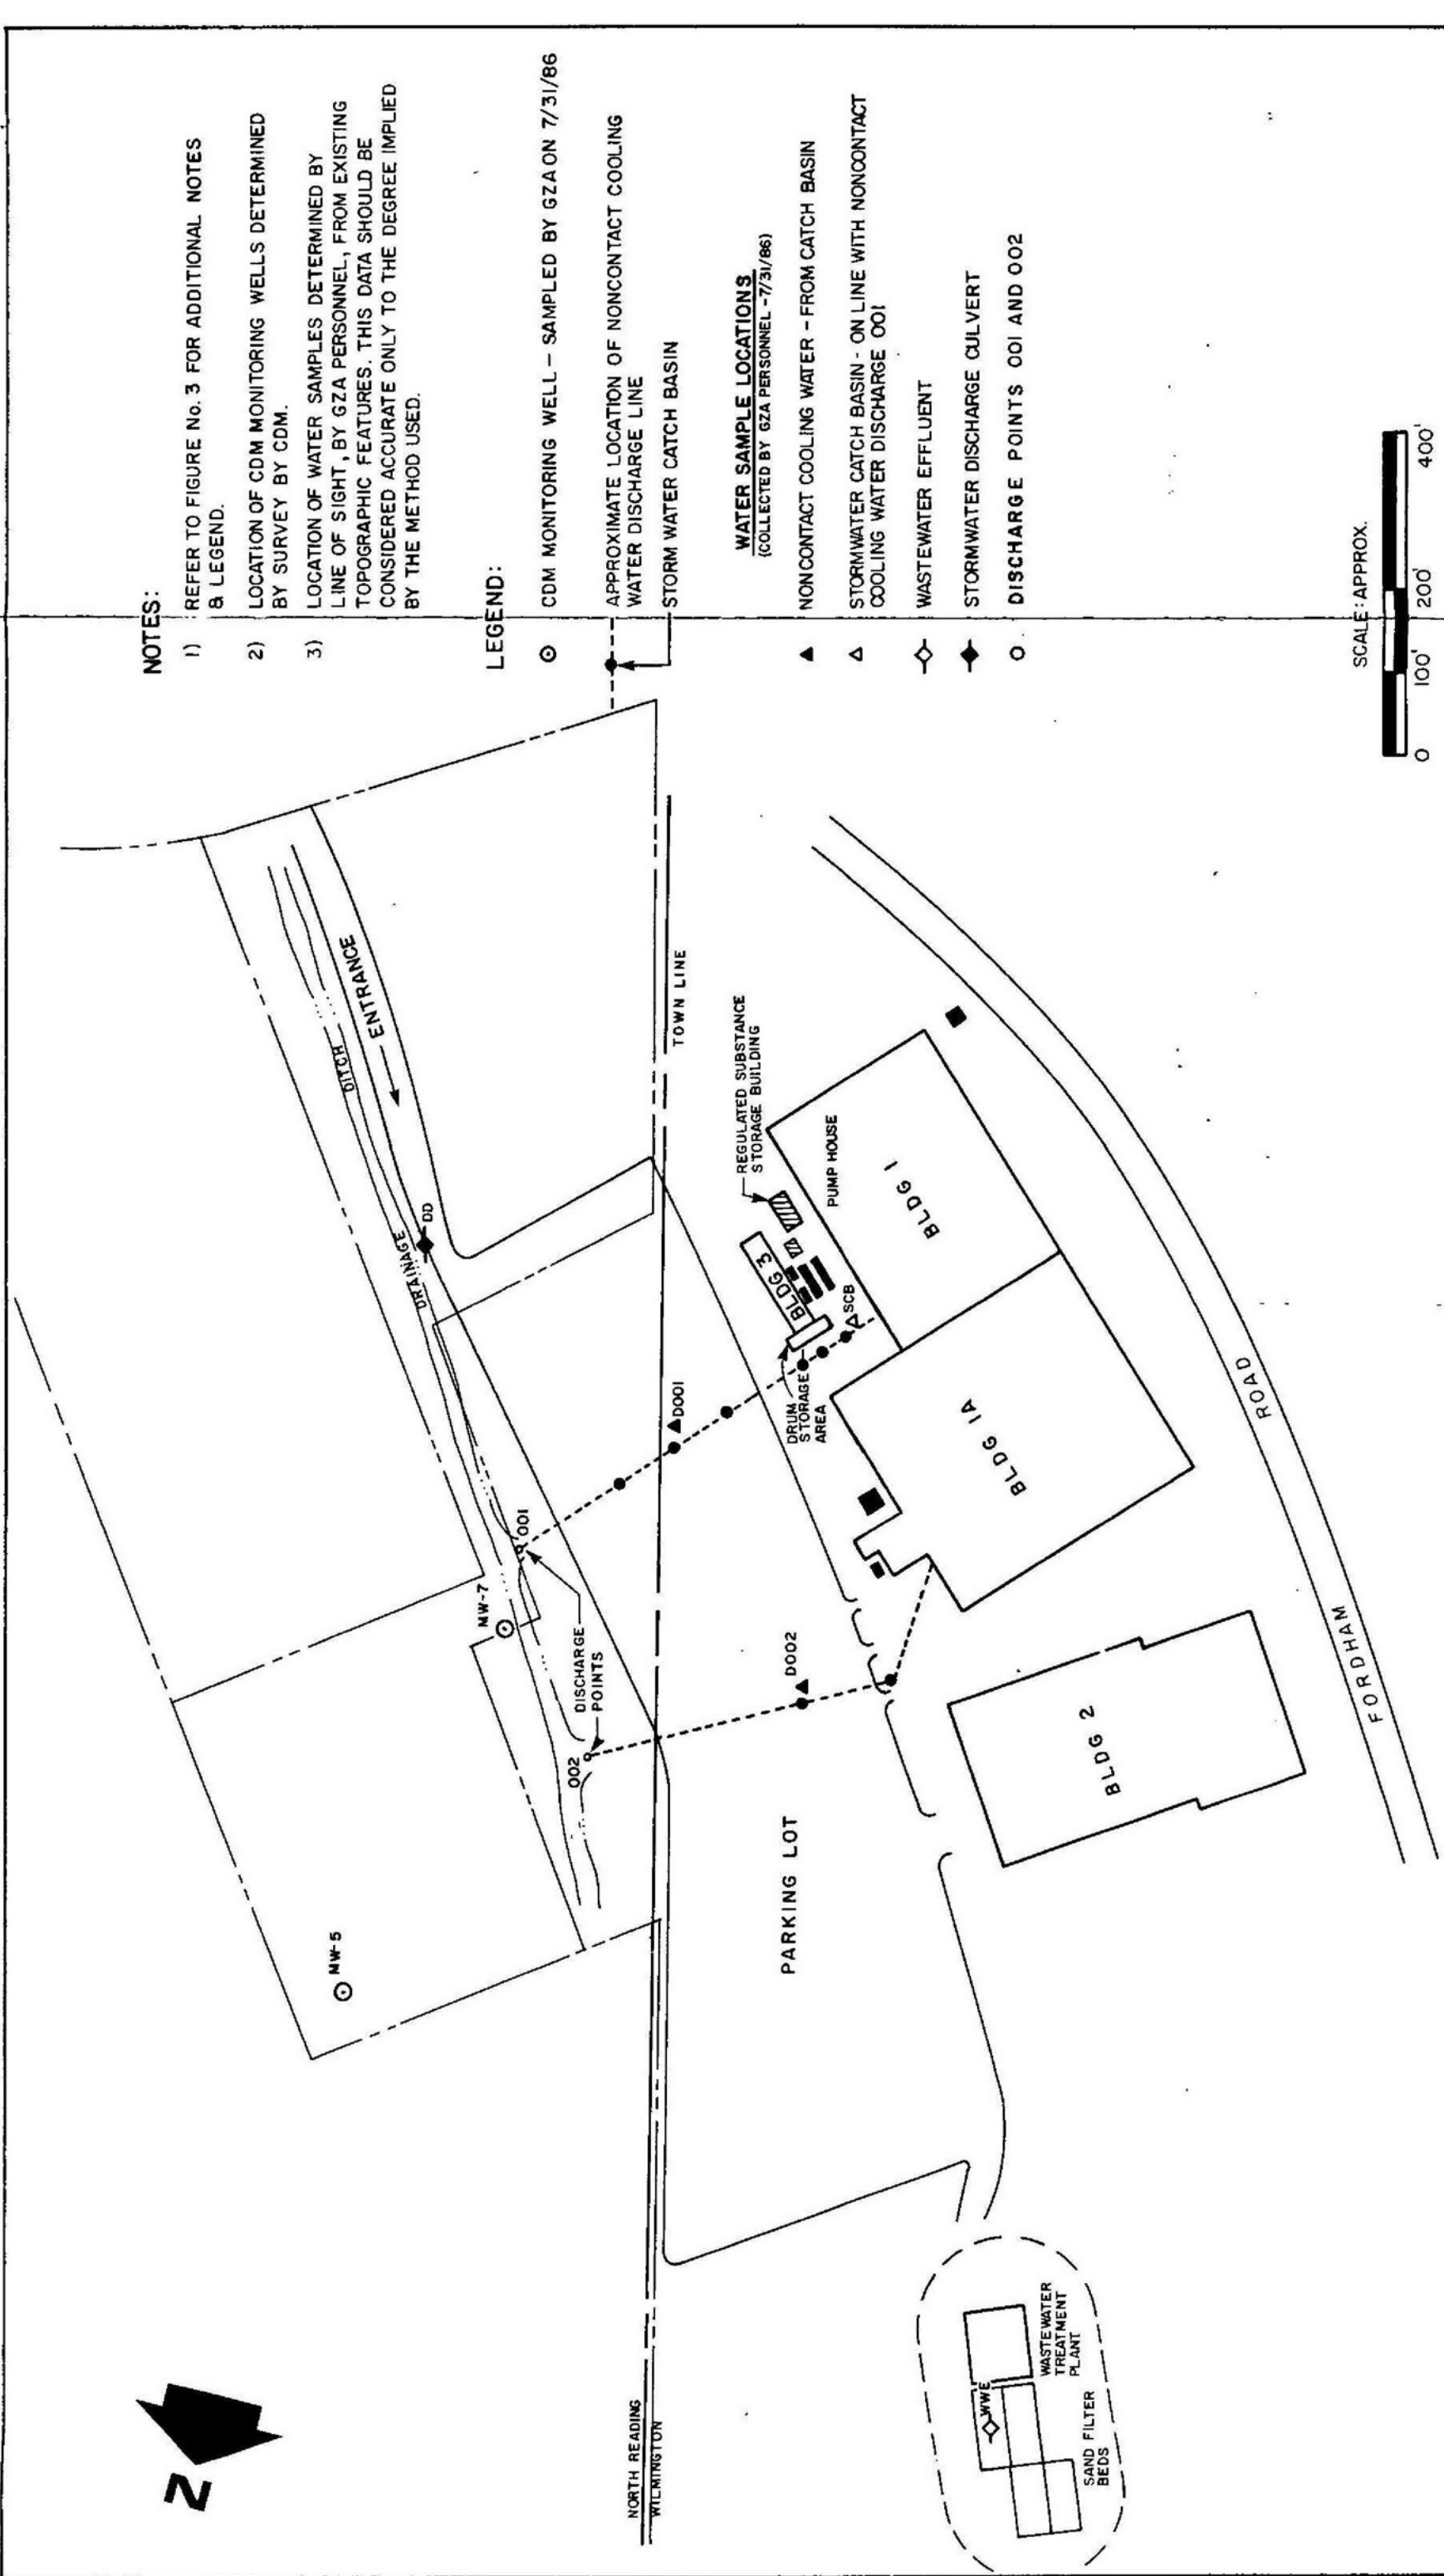 NOTES:
1) REFER TO FIGURE No. 3 FOR ADDITIONAL NOTES
& LEGEND.
2) LOCATION OF CDM MONITORING WELLS DETERMINED
BY SURVEY BY CDM.
3) LOCATION OF WATER SAMPLES DETERMINED BY
LINE OF SIGHT, BY GZA PERSONNEL, FROM EXISTING
TOPOGRAPHIC FEATURES. THIS DATA SHOULD BE
CONSIDERED ACCURATE ONLY TO THE DEGREE IMPLIED
BY THE METHOD USED.
LEGEND:
CDM MONITORING WELL - SAMPLED BY GZA ON 7/31/86
APPROXIMATE LOCATION OF NONCONTACT COOLING
WATER DISCHARGE LINE
STORM WATER CATCH BASIN
WATER SAMPLE LOCATIONS
(COLLECTED BY GZA PERSONNEL - 7/31/86)
NONCONTACT COOLING WATER - FROM CATCH BASIN
STORMWATER CATCH BASIN - ON LINE WITH NONCONTACT
COOLING WATER DISCHARGE 001
WASTEWATER EFFLUENT
STORMWATER DISCHARGE CULVERT
DISCHARGE POINTS 001 AND 002
SCALE: APPROX.
0 100' 200' 400'
N
MW-5
MW-7
DITCH
ENTRANCE
DRAINAGE
DD
001
002
DISCHARGE
POINTS
NORTH READING
WILMINGTON
TOWN LINE
D001
D002
PARKING LOT
REGULATED SUBSTANCE
STORAGE BUILDING
PUMP HOUSE
BLDG 3
SCB
DRUM
STORAGE
AREA
BLDG 1
BLDG 1A
BLDG 2
FORDHAM
ROAD
WWE
WASTEWATER
TREATMENT
PLANT
SAND FILTER
BEDS